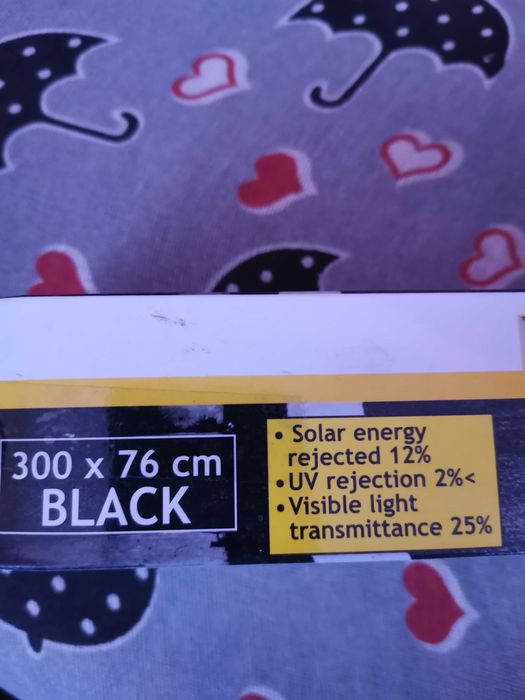 300 x 76 cm
BLACK
• Solar energy
rejected 12%
• UV rejection 2%<
• Visible light
transmittance 25%